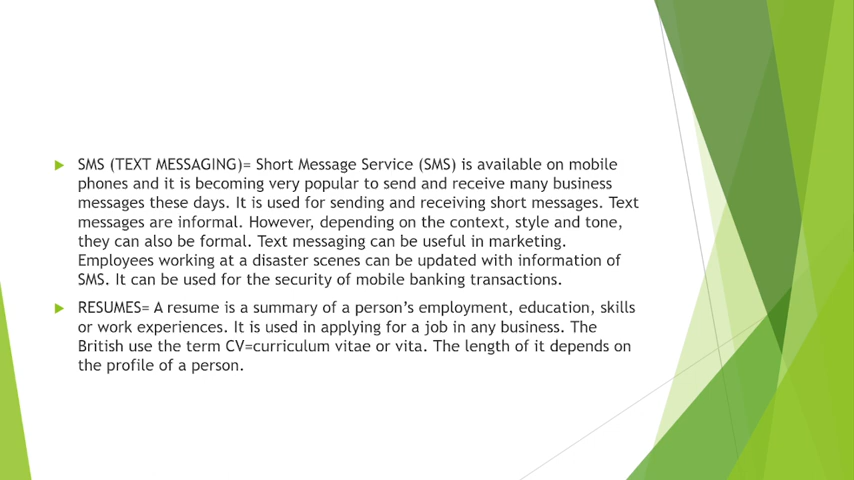 SMS (TEXT MESSAGING)= Short Message Service (SMS) is available on mobile
phones and it is becoming very popular to send and receive many business
messages these days. It is used for sending and receiving short messages. Text
messages are informal. However, depending on the context, style and tone,
they can also be formal. Text messaging can be useful in marketing.
Employees working at a disaster scenes can be updated with information of
SMS. It can be used for the security of mobile banking transactions.
RESUMES= A resume is a summary of a person's employment, education, skills
or work experiences. It is used in applying for a job in any business. The
British use the term CV=curriculum vitae or vita. The length of it depends on
the profile of a person.